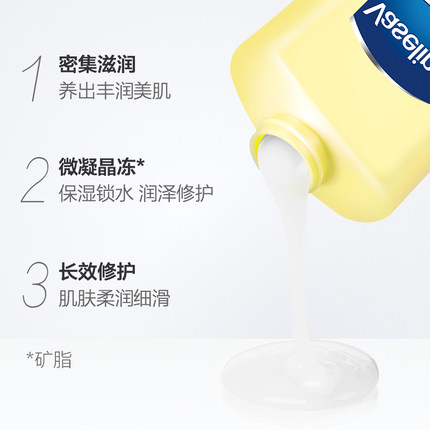 1
密集滋润
养出丰润美肌
2
微凝晶冻*
保湿锁水 润泽修护
3
长效修护
肌肤柔润细滑
*矿脂
Vaselin